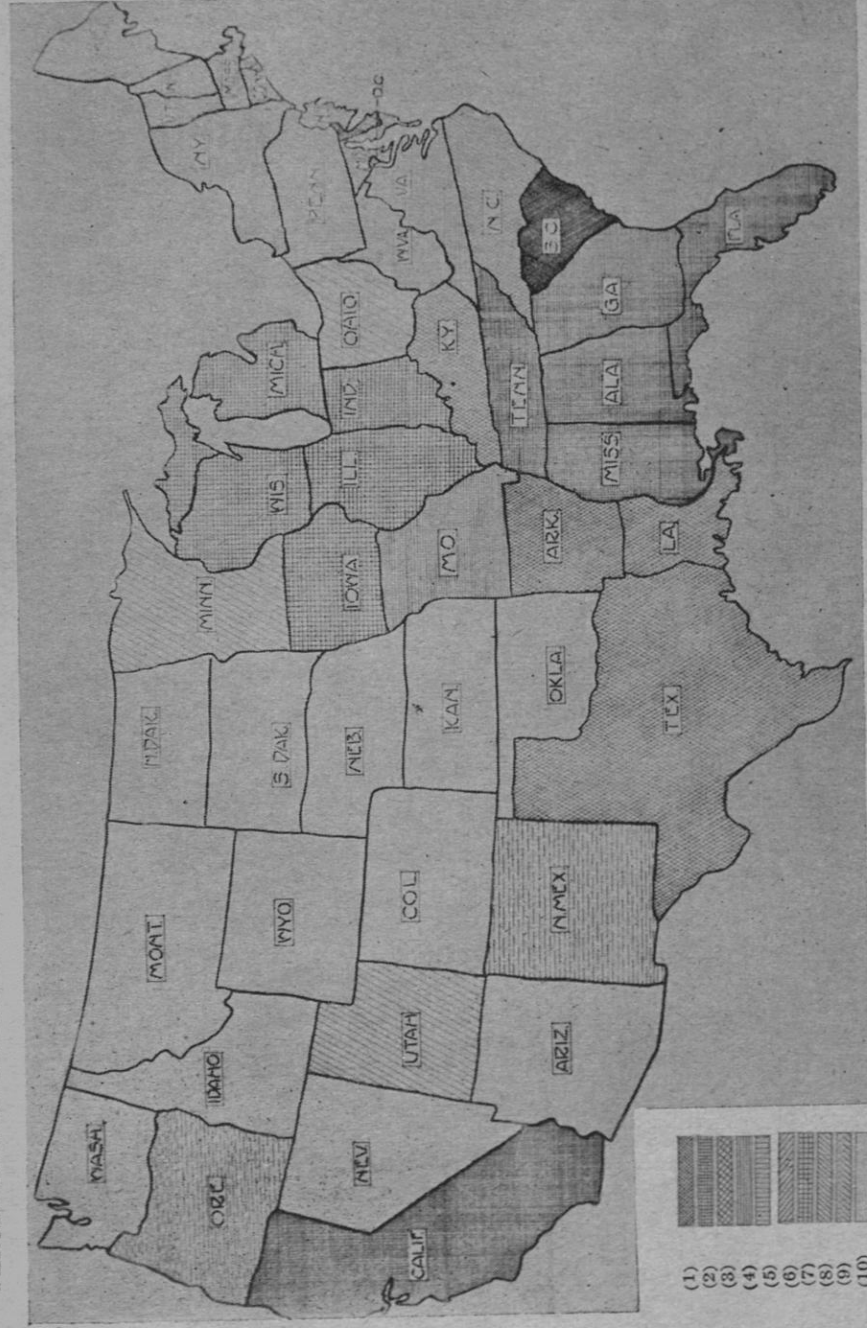 WASH.
MONT.
N.DAK.
MINN
ORE.
IDAHO
WYO
S.DAK.
WIS
MICH.
N.Y.
NEV
UTAH
COL
NEB.
IOWA
ILL
IND.
OHIO
PENN
CALIF
ARIZ.
N.MEX
KAN
MO
KY.
W.VA
VA
D.C
OKLA
ARK.
TENN
N.C.
S.C.
TEX
LA
MISS
ALA
GA
FLA
(1)
(2)
(3)
(4)
(5)
(6)
(7)
(8)
(9)
(10)